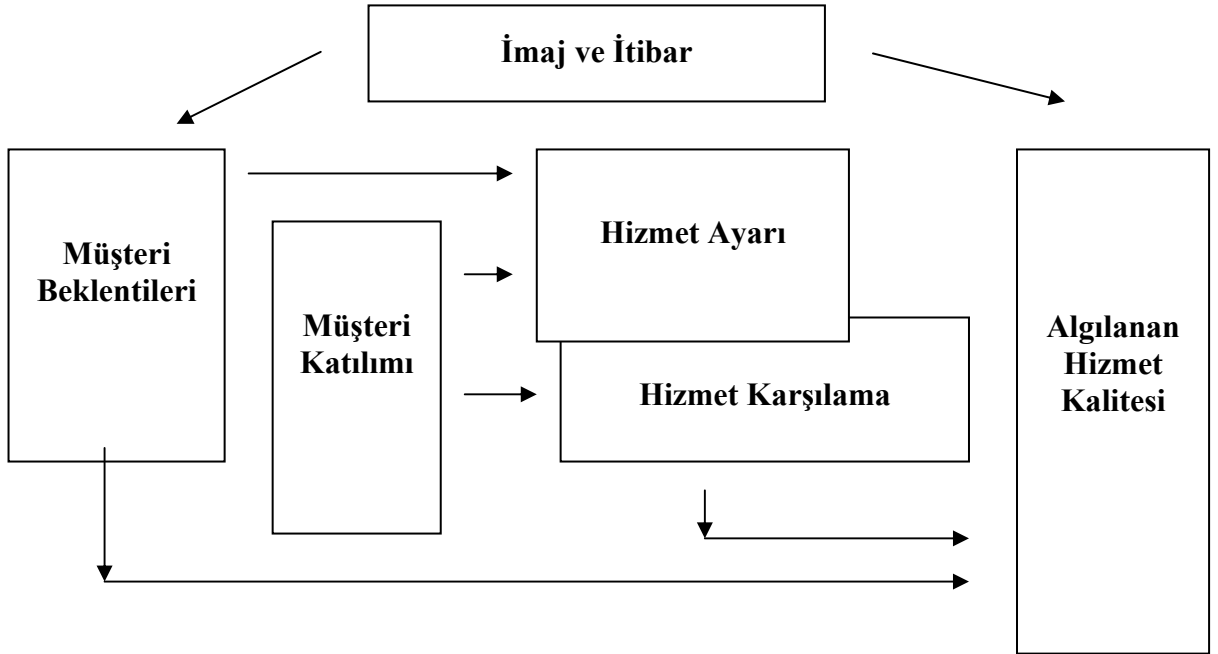 İmaj ve İtibar
Müşteri
Beklentileri
Müşteri
Katılımı
Hizmet Ayarı
Hizmet Karşılama
Algılanan
Hizmet
Kalitesi